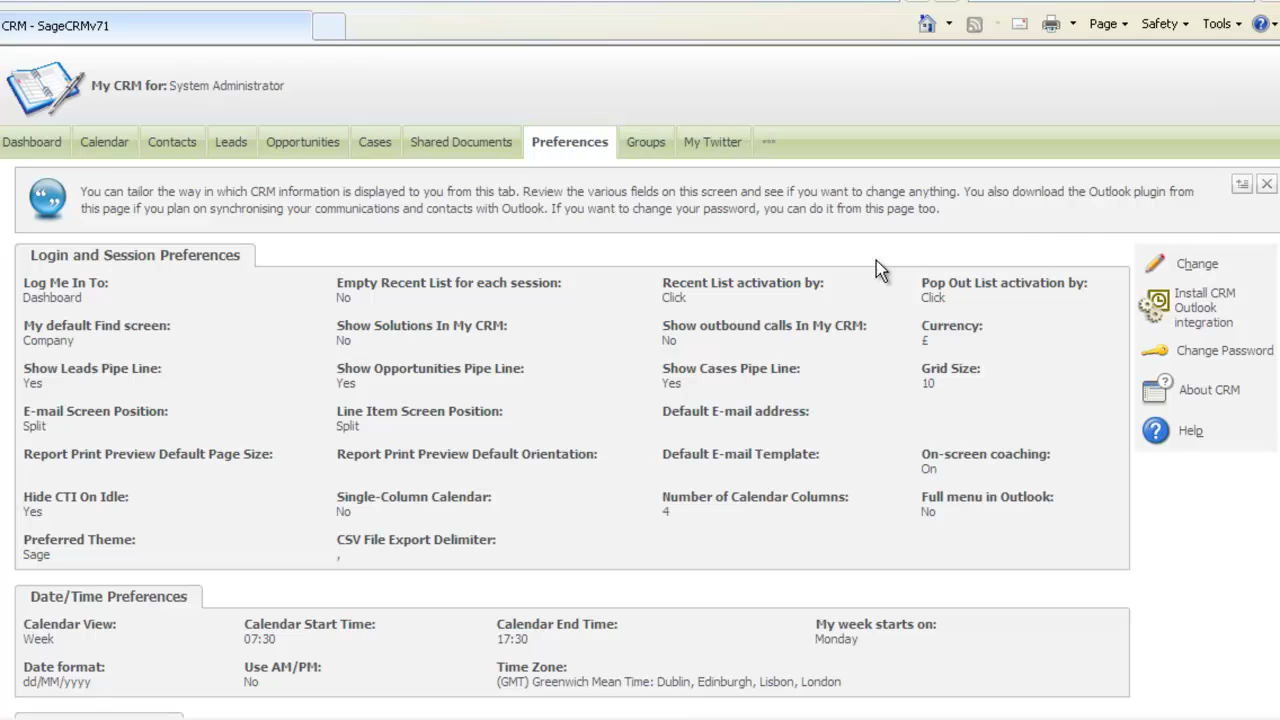 CRM - SageCRMv71
Page
Safety
Tools
My CRM for: System Administrator
Dashboard
Calendar
Contacts
Leads
Opportunities
Cases
Shared Documents
Preferences
Groups
My Twitter
You can tailor the way in which CRM information is displayed to you from this tab. Review the various fields on this screen and see if you want to change anything. You also download the Outlook plugin from
this page if you plan on synchronising your communications and contacts with Outlook. If you want to change your password, you can do it from this page too.
Login and Session Preferences
Log Me In To:
Dashboard
Empty Recent List for each session:
No
Recent List activation by:
Click
Pop Out List activation by:
Click
My default Find screen:
Company
Show Solutions In My CRM:
No
Show outbound calls In My CRM:
No
Currency:
£
Show Leads Pipe Line:
Yes
Show Opportunities Pipe Line:
Yes
Show Cases Pipe Line:
Yes
Grid Size:
10
E-mail Screen Position:
Split
Line Item Screen Position:
Split
Default E-mail address:
Report Print Preview Default Page Size:
Report Print Preview Default Orientation:
Default E-mail Template:
On-screen coaching:
On
Hide CTI On Idle:
Yes
Single-Column Calendar:
No
Number of Calendar Columns:
4
Full menu in Outlook:
No
Preferred Theme:
Sage
CSV File Export Delimiter:
,
Change
Install CRM
Outlook
integration
Change Password
About CRM
Help
Date/Time Preferences
Calendar View:
Week
Calendar Start Time:
07:30
Calendar End Time:
17:30
My week starts on:
Monday
Date format:
dd/MM/yyyy
Use AM/PM:
No
Time Zone:
(GMT) Greenwich Mean Time: Dublin, Edinburgh, Lisbon, London